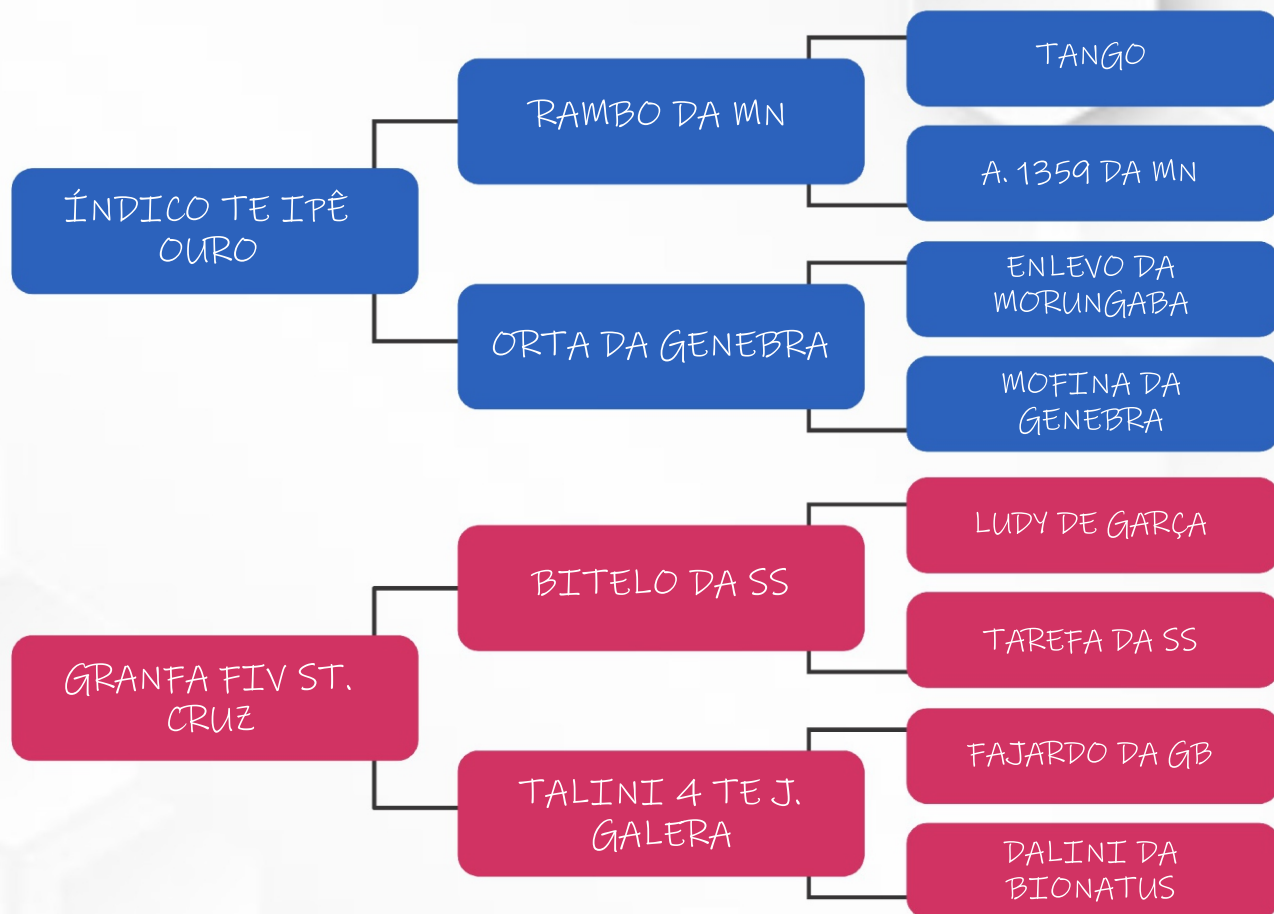 ÍNDICO TE IPÊ
OURO
RAMBO DA MN
TANGO
A. 1359 DA MN
ORTA DA GENEBRA
ENLEVO DA
MORUNGABA
MOFINA DA
GENEBRA
GRANFA FIV ST.
CRUZ
BITELO DA SS
LUDY DE GARÇA
TAREFA DA SS
TALINI 4 TE J.
GALERA
FAJARDO DA GB
DALINI DA
BIONATUS